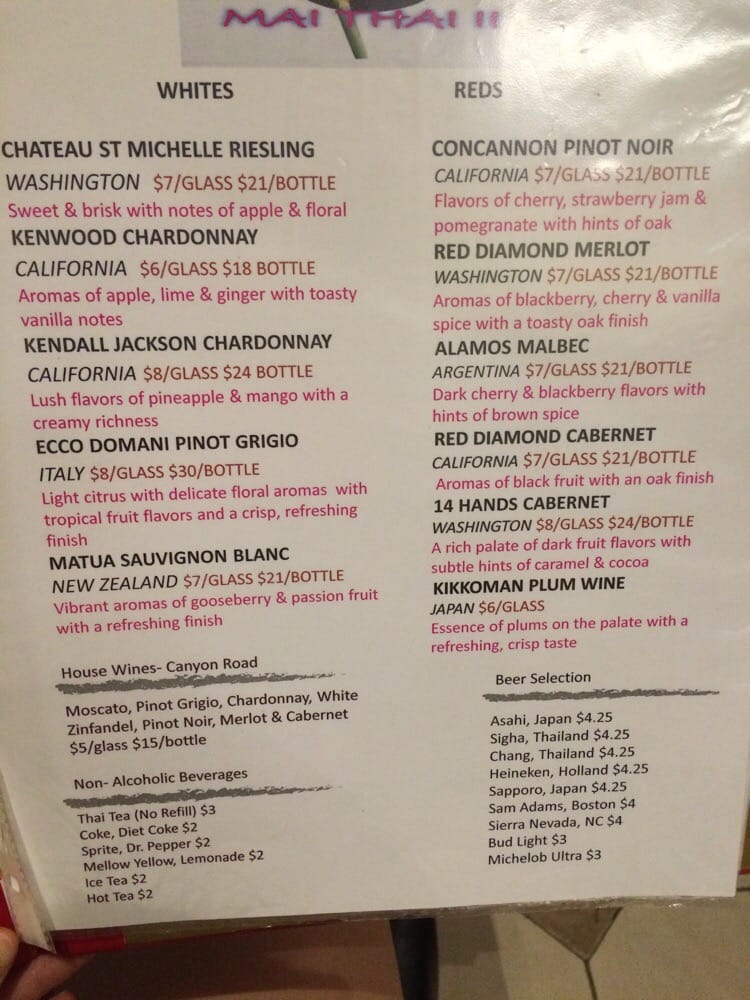 MAI THAI II
WHITES
CHATEAU ST MICHELLE RIESLING
WASHINGTON $7/GLASS $21/BOTTLE
Sweet & brisk with notes of apple & floral
KENWOOD CHARDONNAY
CALIFORNIA $6/GLASS $18 BOTTLE
Aromas of apple, lime & ginger with toasty
vanilla notes
KENDALL JACKSON CHARDONNAY
CALIFORNIA $8/GLASS $24 BOTTLE
Lush flavors of pineapple & mango with a
creamy richness
ECCO DOMANI PINOT GRIGIO
ITALY $8/GLASS $30/BOTTLE
Light citrus with delicate floral aromas with
tropical fruit flavors and a crisp, refreshing
finish
MATUA SAUVIGNON BLANC
NEW ZEALAND $7/GLASS $21/BOTTLE
Vibrant aromas of gooseberry & passion fruit
with a refreshing finish
House Wines- Canyon Road
Moscato, Pinot Grigio, Chardonnay, White
Zinfandel, Pinot Noir, Merlot & Cabernet
$5/glass $15/bottle
Non- Alcoholic Beverages
Thai Tea (No Refill) $3
Coke, Diet Coke $2
Sprite, Dr. Pepper $2
Mellow Yellow, Lemonade $2
Ice Tea $2
Hot Tea $2
REDS
CONCANNON PINOT NOIR
CALIFORNIA $7/GLASS $21/BOTTLE
Flavors of cherry, strawberry jam &
pomegranate with hints of oak
RED DIAMOND MERLOT
WASHINGTON $7/GLASS $21/BOTTLE
Aromas of blackberry, cherry & vanilla
spice with a toasty oak finish
ALAMOS MALBEC
ARGENTINA $7/GLASS $21/BOTTLE
Dark cherry & blackberry flavors with
hints of brown spice
RED DIAMOND CABERNET
CALIFORNIA $7/GLASS $21/BOTTLE
Aromas of black fruit with an oak finish
14 HANDS CABERNET
WASHINGTON $8/GLASS $24/BOTTLE
A rich palate of dark fruit flavors with
subtle hints of caramel & cocoa
KIKKOMAN PLUM WINE
JAPAN $6/GLASS
Essence of plums on the palate with a
refreshing, crisp taste
Beer Selection
Asahi, Japan $4.25
Sigha, Thailand $4.25
Chang, Thailand $4.25
Heineken, Holland $4.25
Sapporo, Japan $4.25
Sam Adams, Boston $4
Sierra Nevada, NC $4
Bud Light $3
Michelob Ultra $3